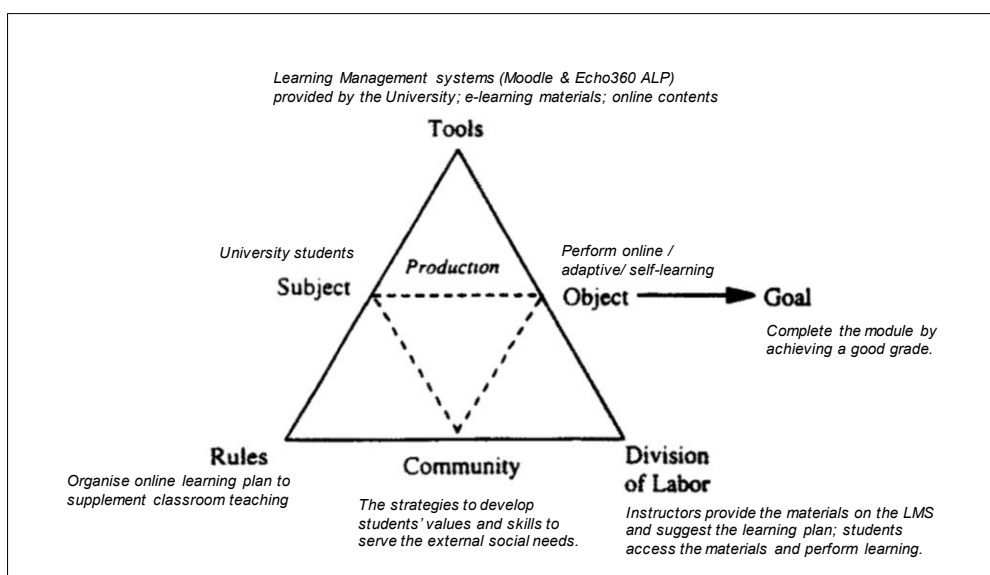 Learning Management systems (Moodle & Echo360 ALP)
provided by the University; e-learning materials; online contents
Tools
University students
Subject
Production
Perform online /
adaptive/ self-learning
Object
Goal
Complete the module by
achieving a good grade.
Rules
Organise online learning plan to
supplement classroom teaching
Community
The strategies to develop
students' values and skills to
serve the external social needs.
Division
of Labor
Instructors provide the materials on the LMS
and suggest the learning plan; students
access the materials and perform learning.